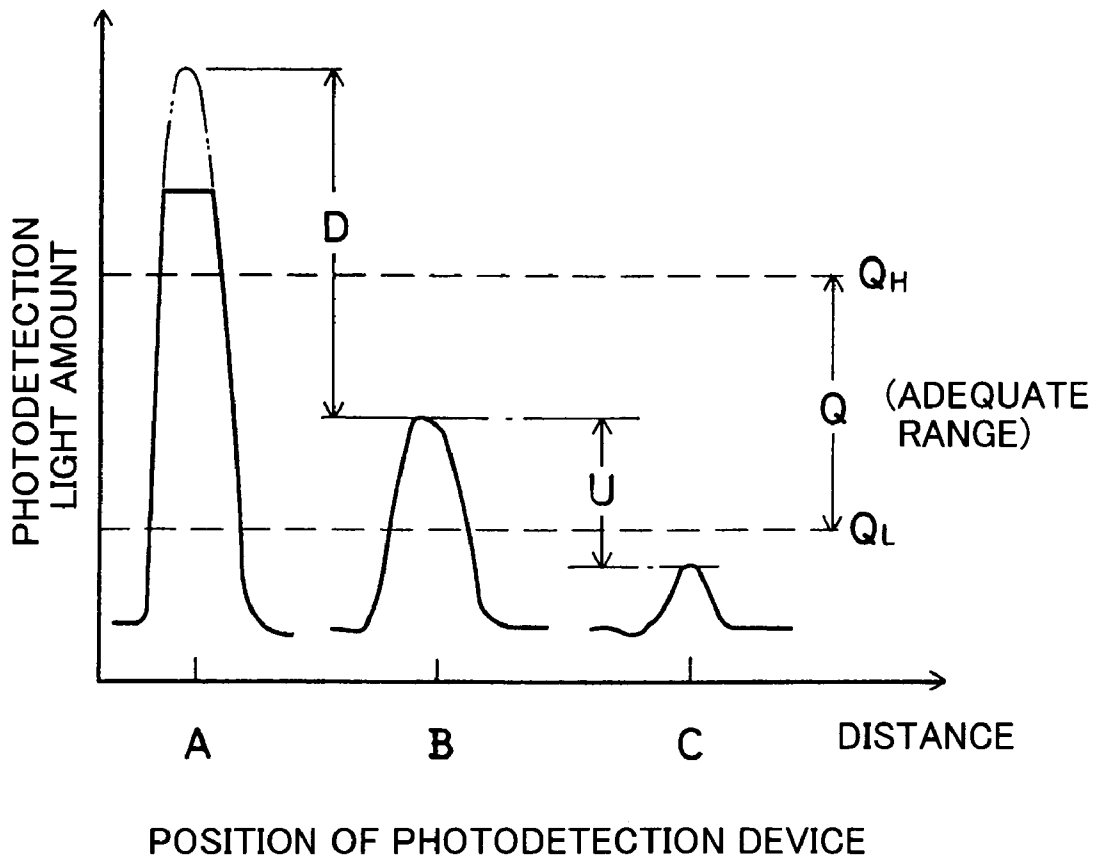 PHOTODETECTION
LIGHT AMOUNT
D
QH
Q
(ADEQUATE
RANGE)
U
QL
A
B
C
DISTANCE
POSITION OF PHOTODETECTION DEVICE